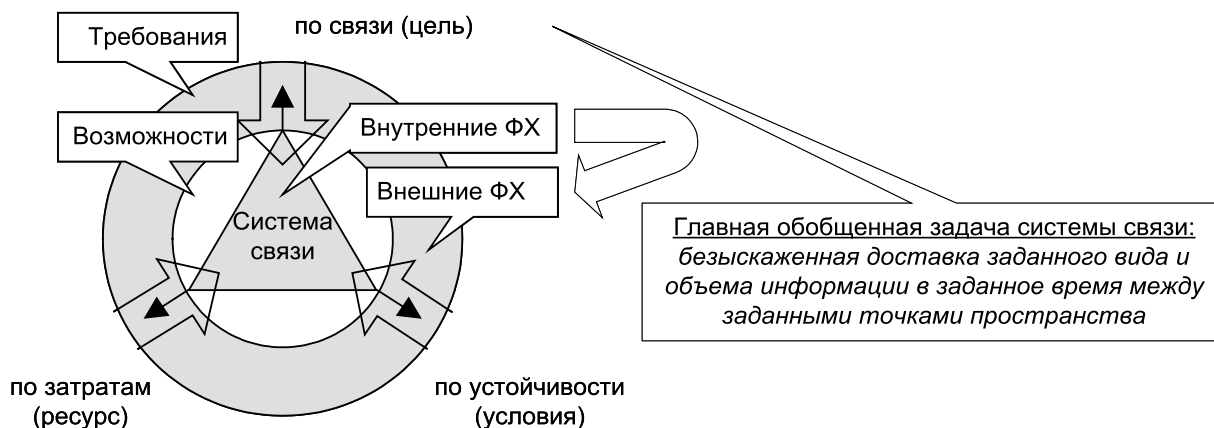 по связи (цель)
Требования
Возможности
Внутренние ФХ
Внешние ФХ
Система
связи
Главная обобщенная задача системы связи:
безыскаженная доставка заданного вида и
объема информации в заданное время между
заданными точками пространства
по затратам
(ресурс)
по устойчивости
(условия)